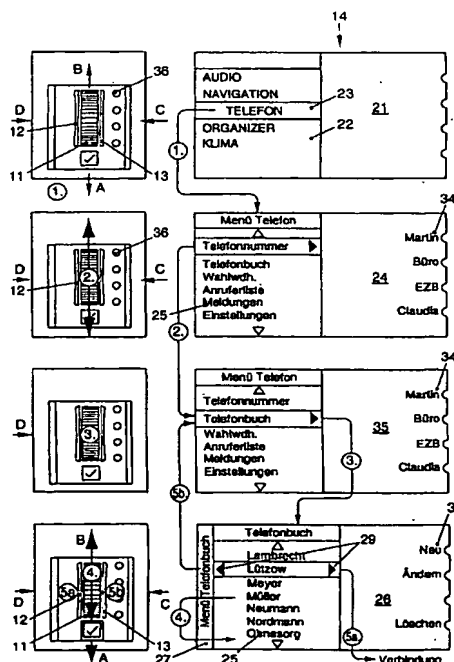 14
B
36
AUDIO
NAVIGATION
TELEFON
ORGANIZER
KLIMA
23
22
21
D
12
C
11
13
1.
A
1.
Menü Telefon
Telefonnummer
Telefonbuch
Wahlwdh.
Anruferliste
Meldungen
Einstellungen
34
Martin
Büro
EZB
Claudia
24
36
D
12
2.
C
25
2.
Menü Telefon
Telefonnummer
Telefonbuch
Wahlwdh.
Anruferliste
Meldungen
Einstellungen
34
Martin
Büro
EZB
Claudia
35
D
3.
3.
5b
Telefonbuch
Menü Telefonbuch
Lambrecht
Lützow
Meyer
Müller
Neumann
Nordmann
Ohnesorg
29
Neu
Ändern
Löschen
26
B
D
4.
5a
5b
C
12
11
13
A
4.
27
25
5a.
Verbindung